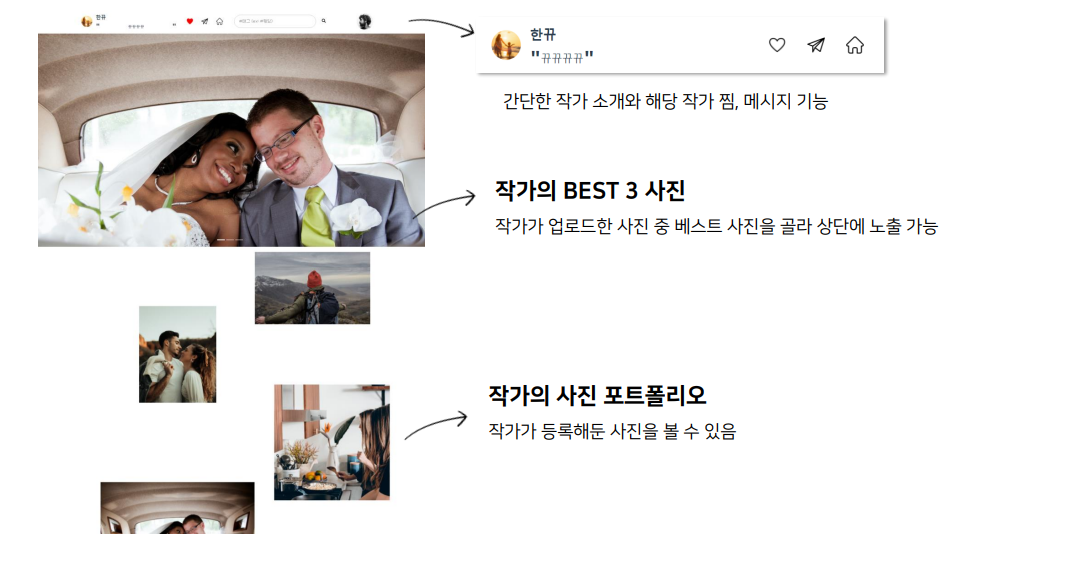 한뀨
한뀨
"뀨뀨뀨뀨"
간단한 작가 소개와 해당 작가 찜, 메시지 기능
작가의 BEST 3 사진
작가가 업로드한 사진 중 베스트 사진을 골라 상단에 노출 가능
작가의 사진 포트폴리오
작가가 등록해둔 사진을 볼 수 있음